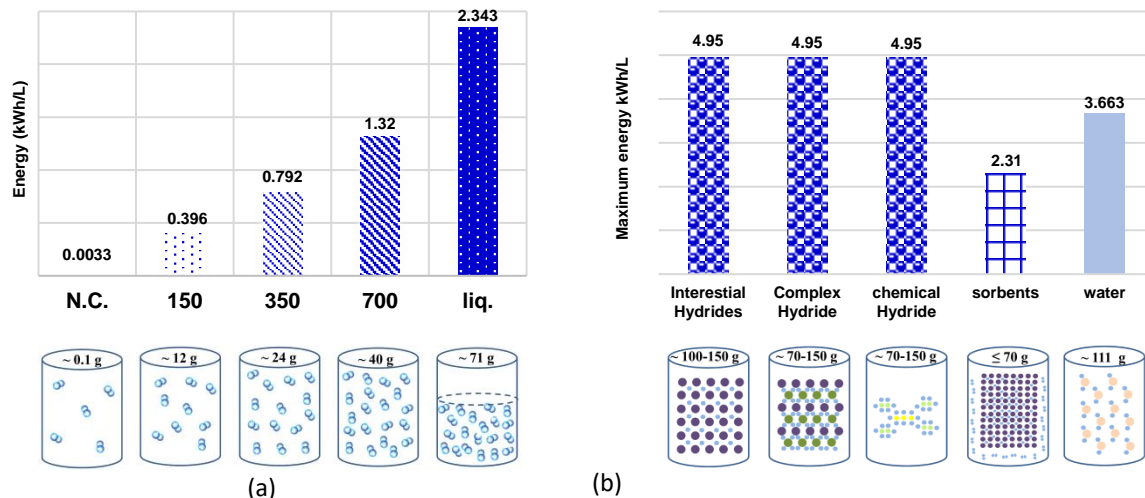 Energy (kWh/L)
0.0033
0.396
0.792
1.32
2.343
N.C.
150
350
700
liq.
~ 0.1 g
~ 12 g
~ 24 g
~ 40 g
~ 71 g
(a)
Maximum energy kWh/L
4.95
4.95
4.95
2.31
3.663
Interestial
Hydrides
Complex
Hydride
chemical
Hydride
sorbents
water
~ 100-150 g
~ 70-150 g
~ 70-150 g
≤ 70 g
~ 111 g
(b)